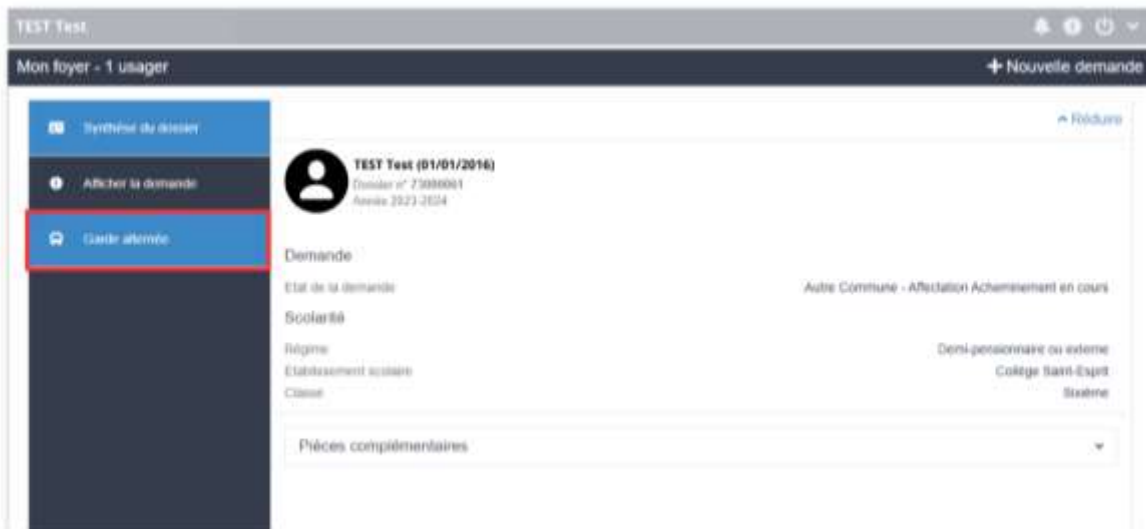 TEST Test
Mon foyer - 1 usager
+ Nouvelle demande
Synthèse du dossier
Réduire
Afficher la demande
TEST Test (01/01/2016)
Dossier n° 73000061
Année 2023-2024
Garde alternée
Demande
Etat de la demande
Autre Commune - Affectation Acheminement en cours
Scolarité
Régime
Demi-pensionnaire ou externe
Etablissement scolaire
Collège Saint-Esprit
Classe
Sixième
Pièces complémentaires